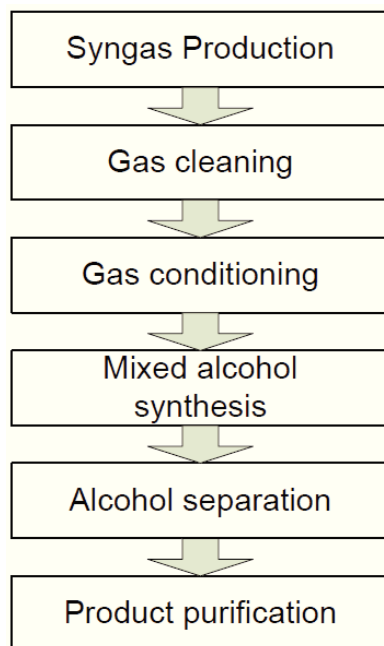 Syngas Production
Gas cleaning
Gas conditioning
Mixed alcohol
synthesis
Alcohol separation
Product purification